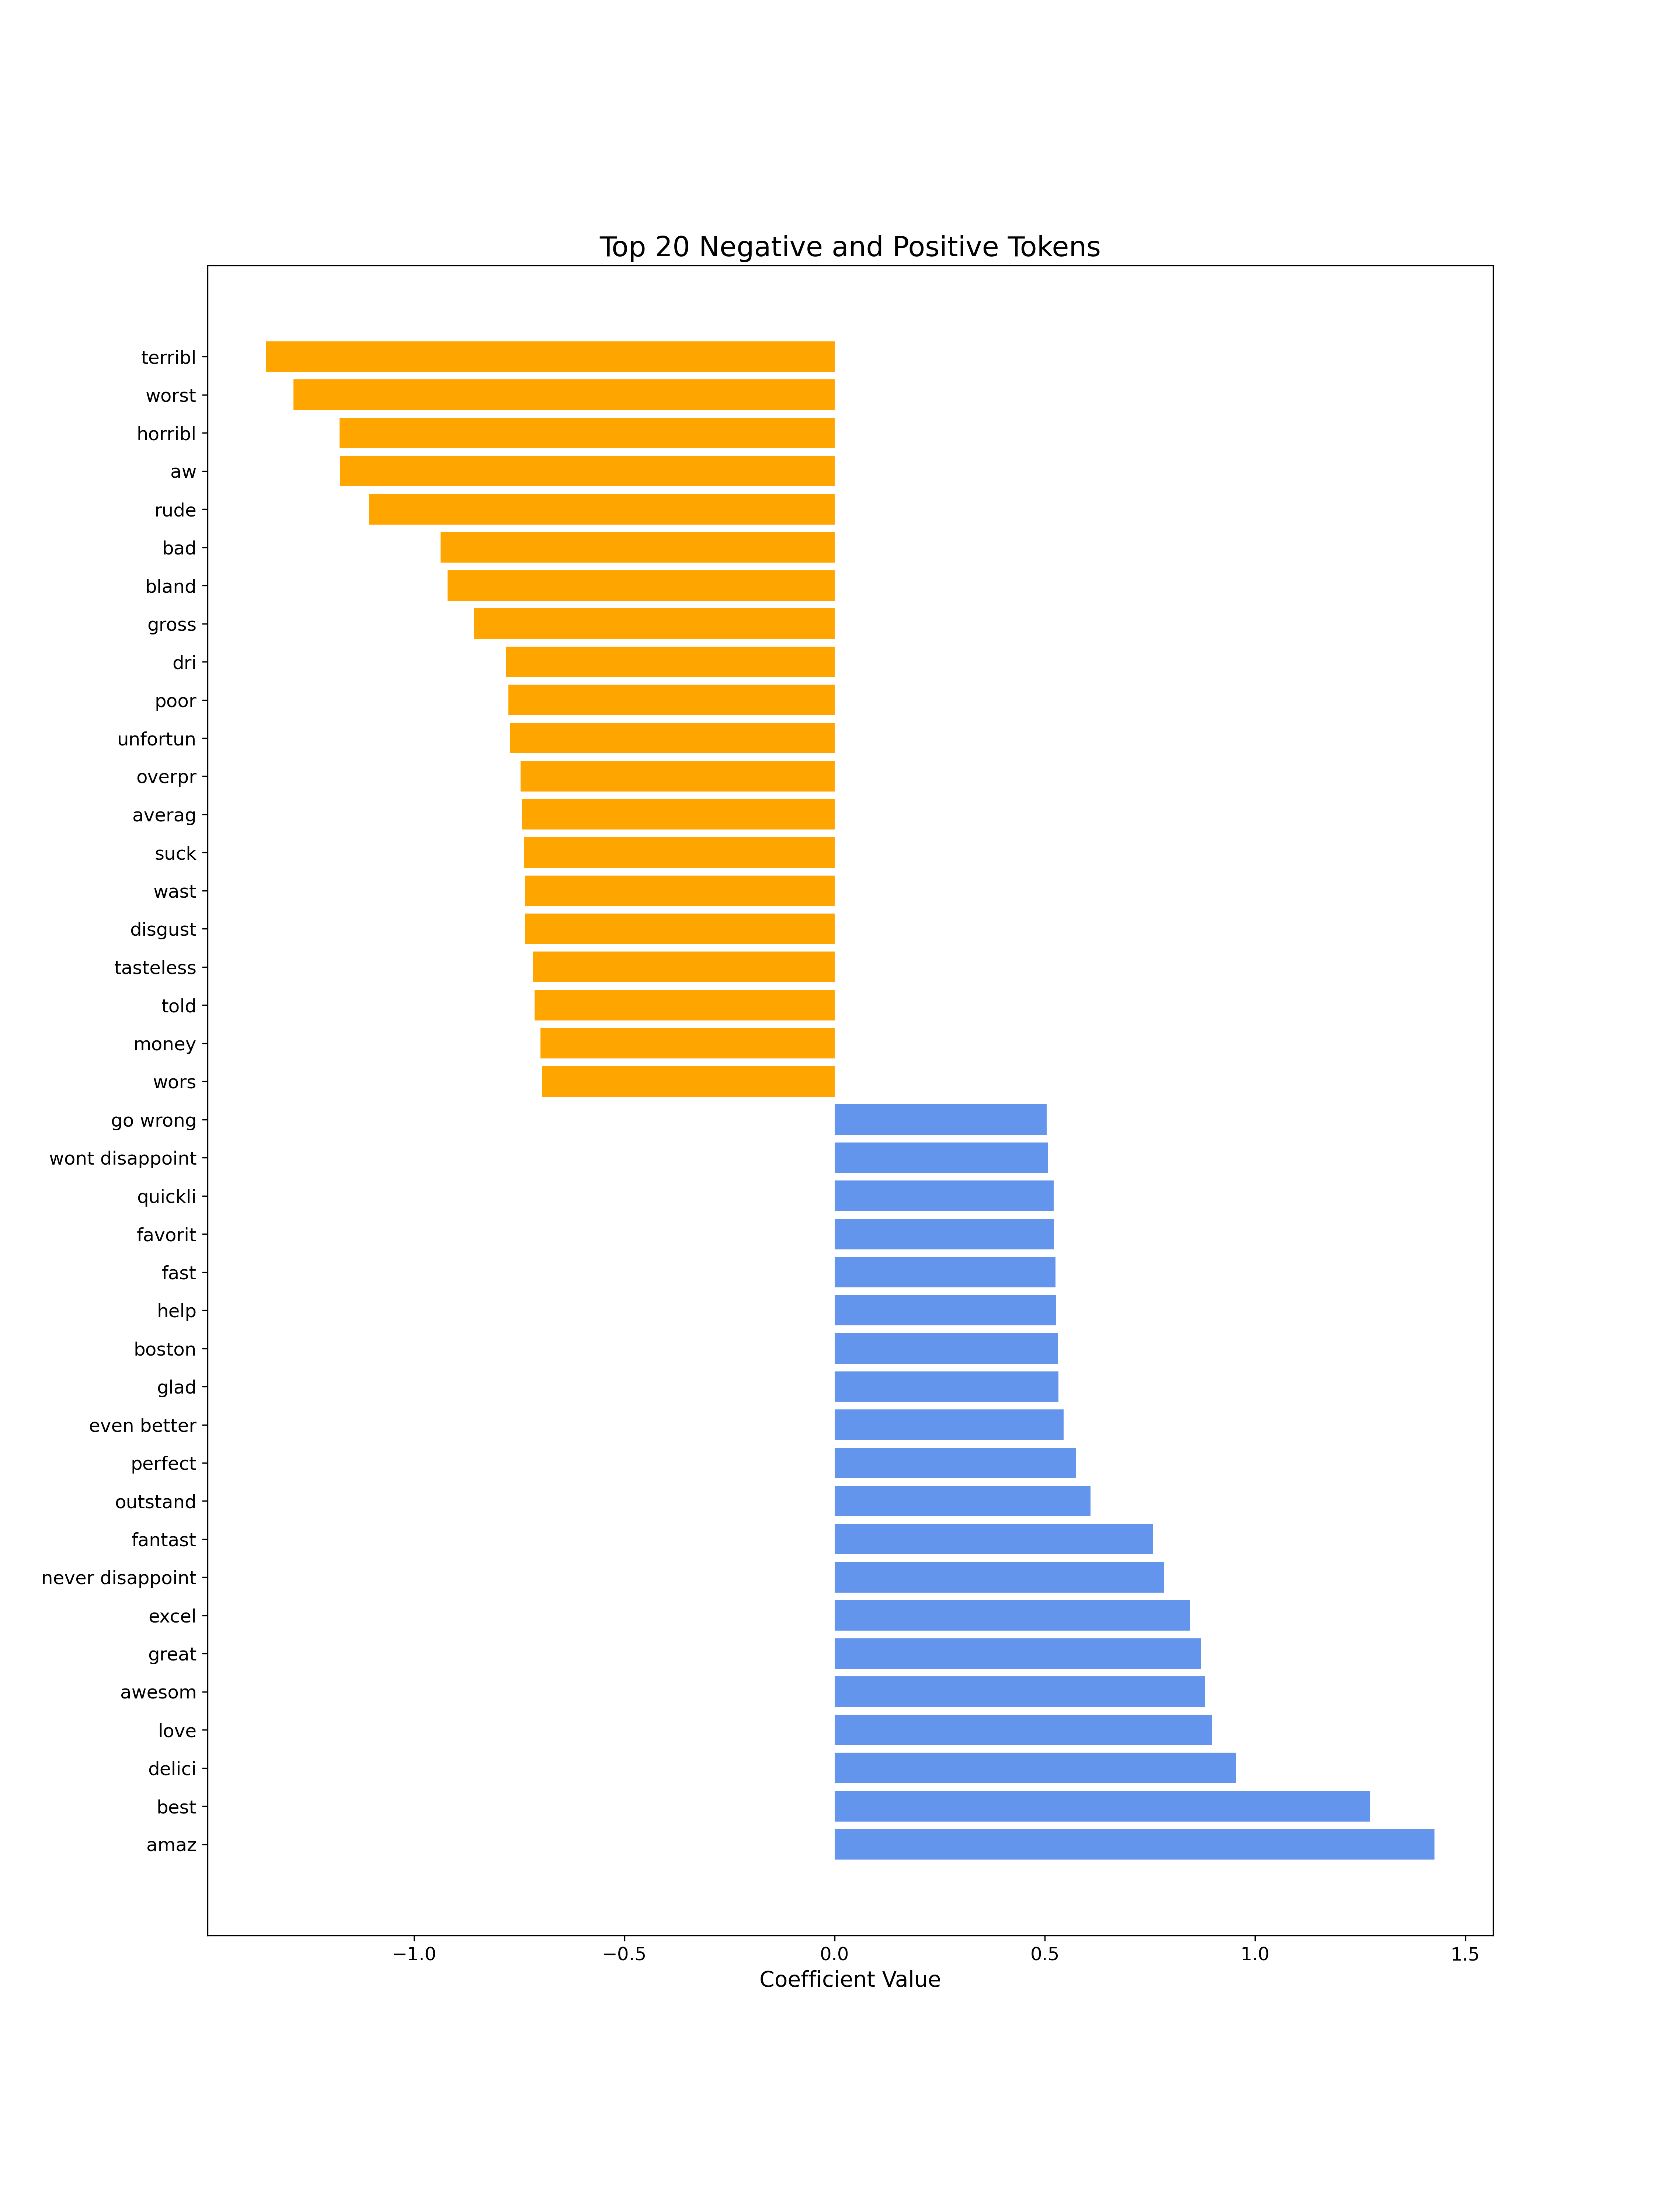 Top 20 Negative and Positive Tokens
terribl
worst
horribl
aw
rude
bad
bland
gross
dri
poor
unfortun
overpr
averag
suck
wast
disgust
tasteless
told
money
wors
go wrong
wont disappoint
quickli
favorit
fast
help
boston
glad
even better
perfect
outstand
fantast
never disappoint
excel
great
awesom
love
delici
best
amaz
−1.0 −0.5 0.0 0.5 1.0 1.5
Coefficient Value